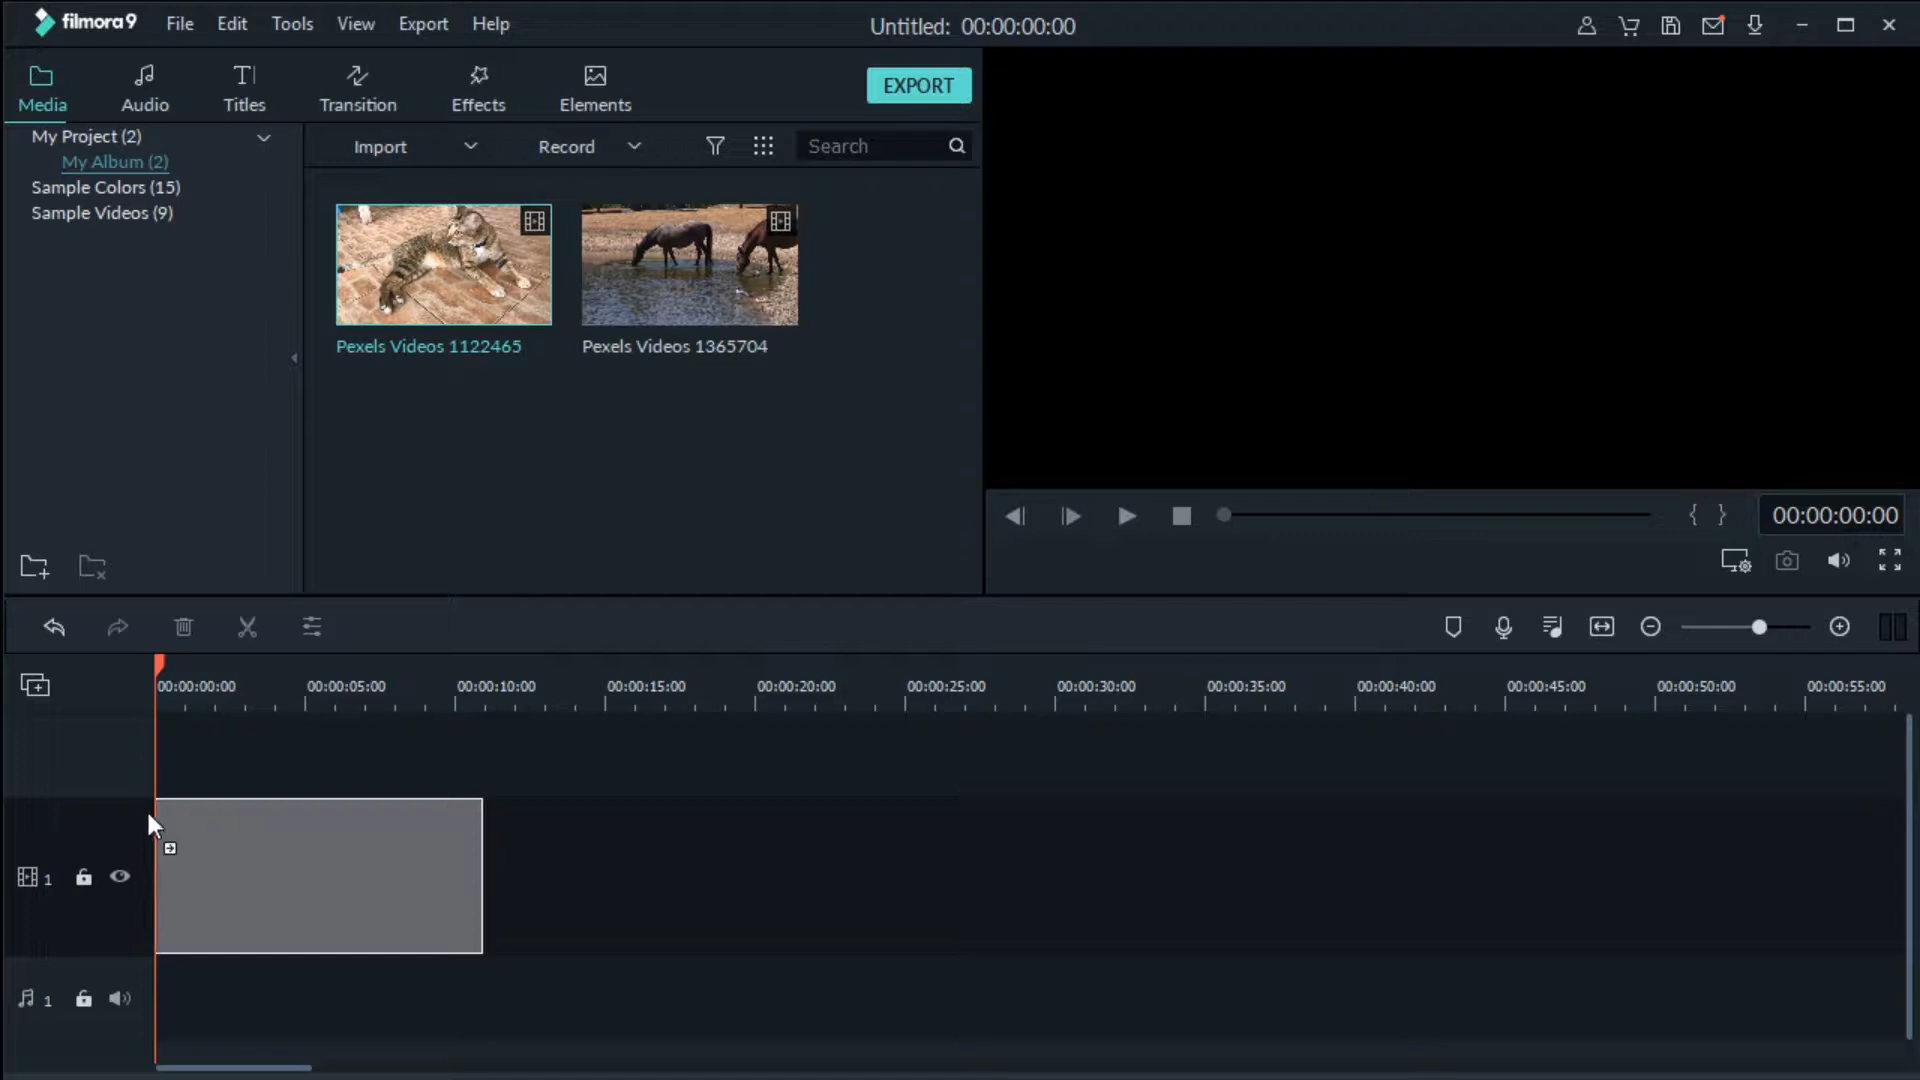 filmora9 File Edit Tools View Export Help
Untitled: 00:00:00:00
Media Audio Titles Transition Effects Elements
EXPORT
My Project (2)
My Album (2)
Sample Colors (15)
Sample Videos (9)
Import Record Search
Pexels Videos 1122465
Pexels Videos 1365704
00:00:00:00
00:00:00:00 00:00:05:00 00:00:10:00 00:00:15:00 00:00:20:00 00:00:25:00 00:00:30:00 00:00:35:00 00:00:40:00 00:00:45:00 00:00:50:00 00:00:55:00
1
1